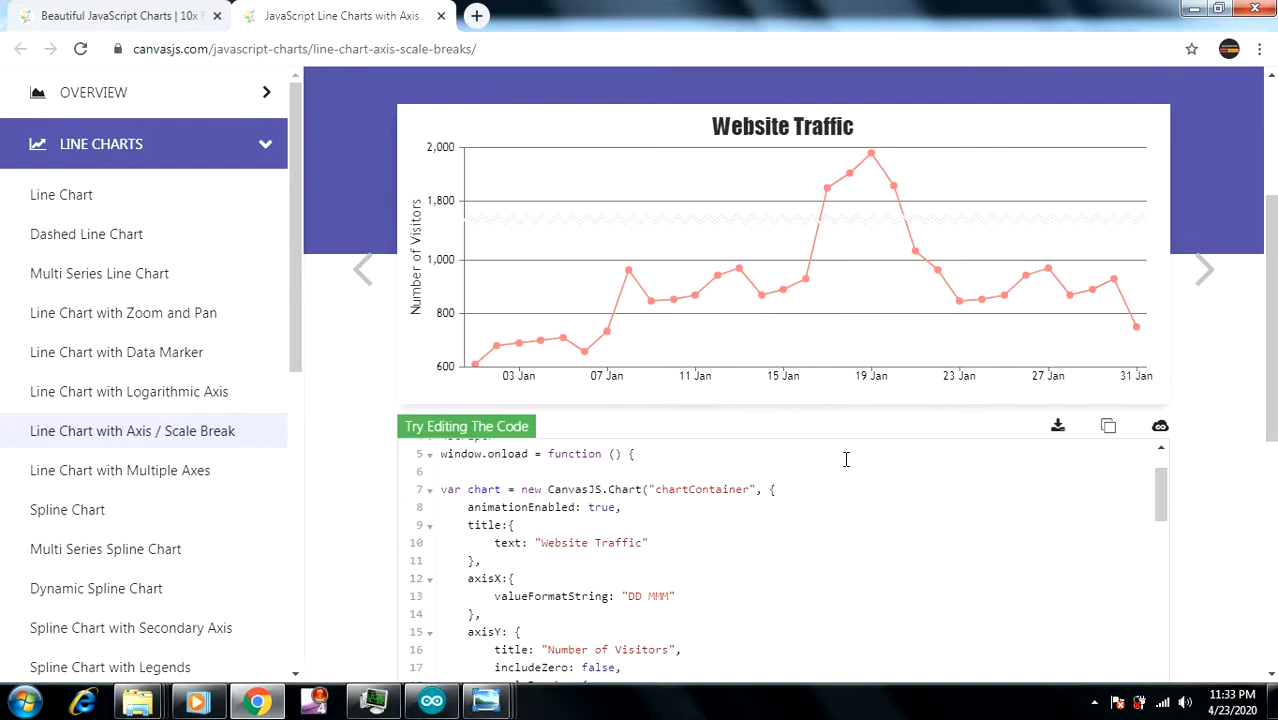 Beautiful JavaScript Charts | 10x
JavaScript Line Charts with Axis
canvasjs.com/javascript-charts/line-chart-axis-scale-breaks/
OVERVIEW
LINE CHARTS
Line Chart
Dashed Line Chart
Multi Series Line Chart
Line Chart with Zoom and Pan
Line Chart with Data Marker
Line Chart with Logarithmic Axis
Line Chart with Axis / Scale Break
Line Chart with Multiple Axes
Spline Chart
Multi Series Spline Chart
Dynamic Spline Chart
Spline Chart with Secondary Axis
Spline Chart with Legends
Website Traffic
Number of Visitors
2,000
1,800
1,000
800
600
03 Jan 07 Jan 11 Jan 15 Jan 19 Jan 23 Jan 27 Jan 31 Jan
Try Editing The Code
5 window.onload = function () {
6
7 var chart = new CanvasJS.Chart("chartContainer", {
8 animationEnabled: true,
9 title:{
10 text: "Website Traffic"
11 },
12 axisX:{
13 valueFormatString: "DD MMM"
14 },
15 axisY: {
16 title: "Number of Visitors",
17 includeZero: false,
11:33 PM
4/23/2020